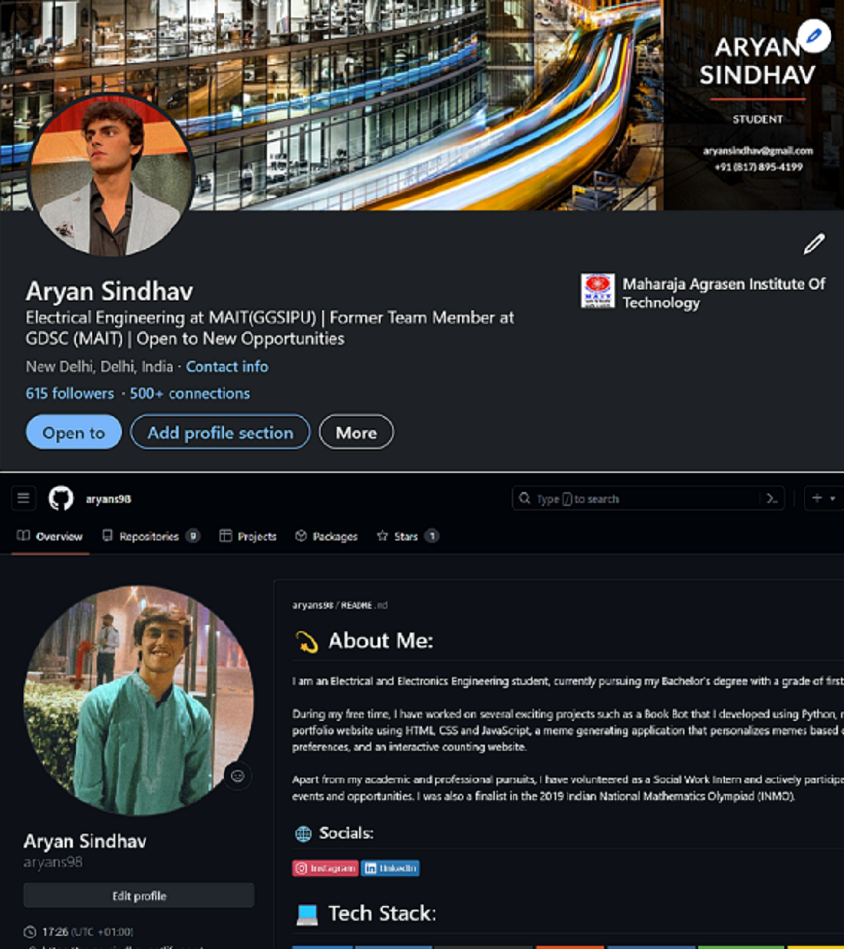 ARYAN
SINDHAV
STUDENT
aryansindhav@gmail.com
+91 (817) 895-4199
Aryan Sindhav
Electrical Engineering at MAIT(GGSIPU) | Former Team Member at
GDSC (MAIT) | Open to New Opportunities
New Delhi, Delhi, India · Contact info
615 followers · 500+ connections
Open to
Add profile section
More
Maharaja Agrasen Institute Of
Technology
aryans98
Type / to search
Overview
Repositories 9
Projects
Packages
Stars 1
aryans98 / README.md
About Me:
I am an Electrical and Electronics Engineering student, currently pursuing my Bachelor's degree with a grade of first
During my free time, I have worked on several exciting projects such as a Book Bot that I developed using Python,
portfolio website using HTML, CSS and JavaScript, a meme generating application that personalizes memes based
preferences, and an interactive counting website.
Apart from my academic and professional pursuits, I have volunteered as a Social Work Intern and actively
events and opportunities. I was also a finalist in the 2019 Indian National Mathematics Olympiad (INMO).
Socials:
Instagram
LinkedIn
Tech Stack:
Aryan Sindhav
aryans98
Edit profile
17:26 (UTC +01:00)